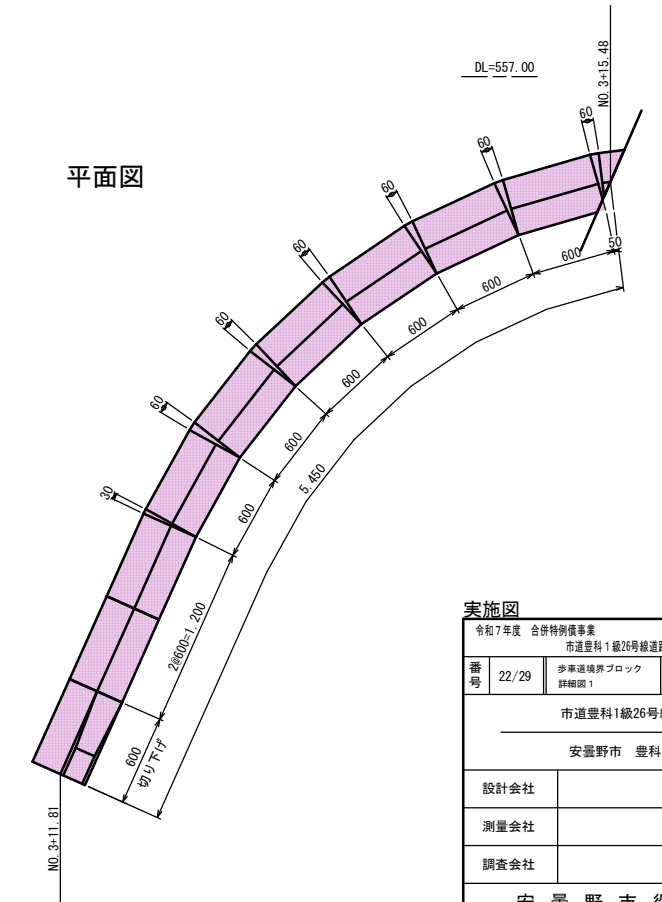 DL=557.00
NO.3+15.48
平面図
60
60
60
60
60
60
30
50
600
600
600
600
600
600
5.450
2@600=1.200
600
切り下げ
NO.3+11.81
実施図
令和7年度 合併特例債事業
市道豊科1級26号線道
番号
22/29
歩車道境界ブロック
詳細図1
市道豊科1級26号
安曇野市 豊科
設計会社
測量会社
調査会社
安曇野市